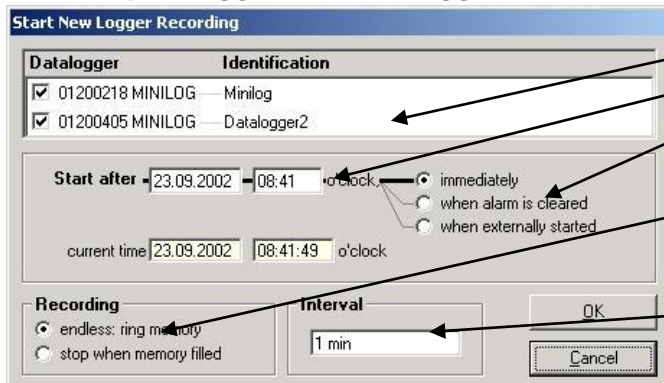 Start New Logger Recording
Datalogger Identification
01200218 MINILOG Minilog
01200405 MINILOG Datalogger2
Start after 23.09.2002 08:41 o'clock, immediately
when alarm is cleared
when externally started
current time 23.09.2002 08:41:49 o'clock
Recording Interval
endless: ring memory 1 min OK
stop when memory filled Cancel